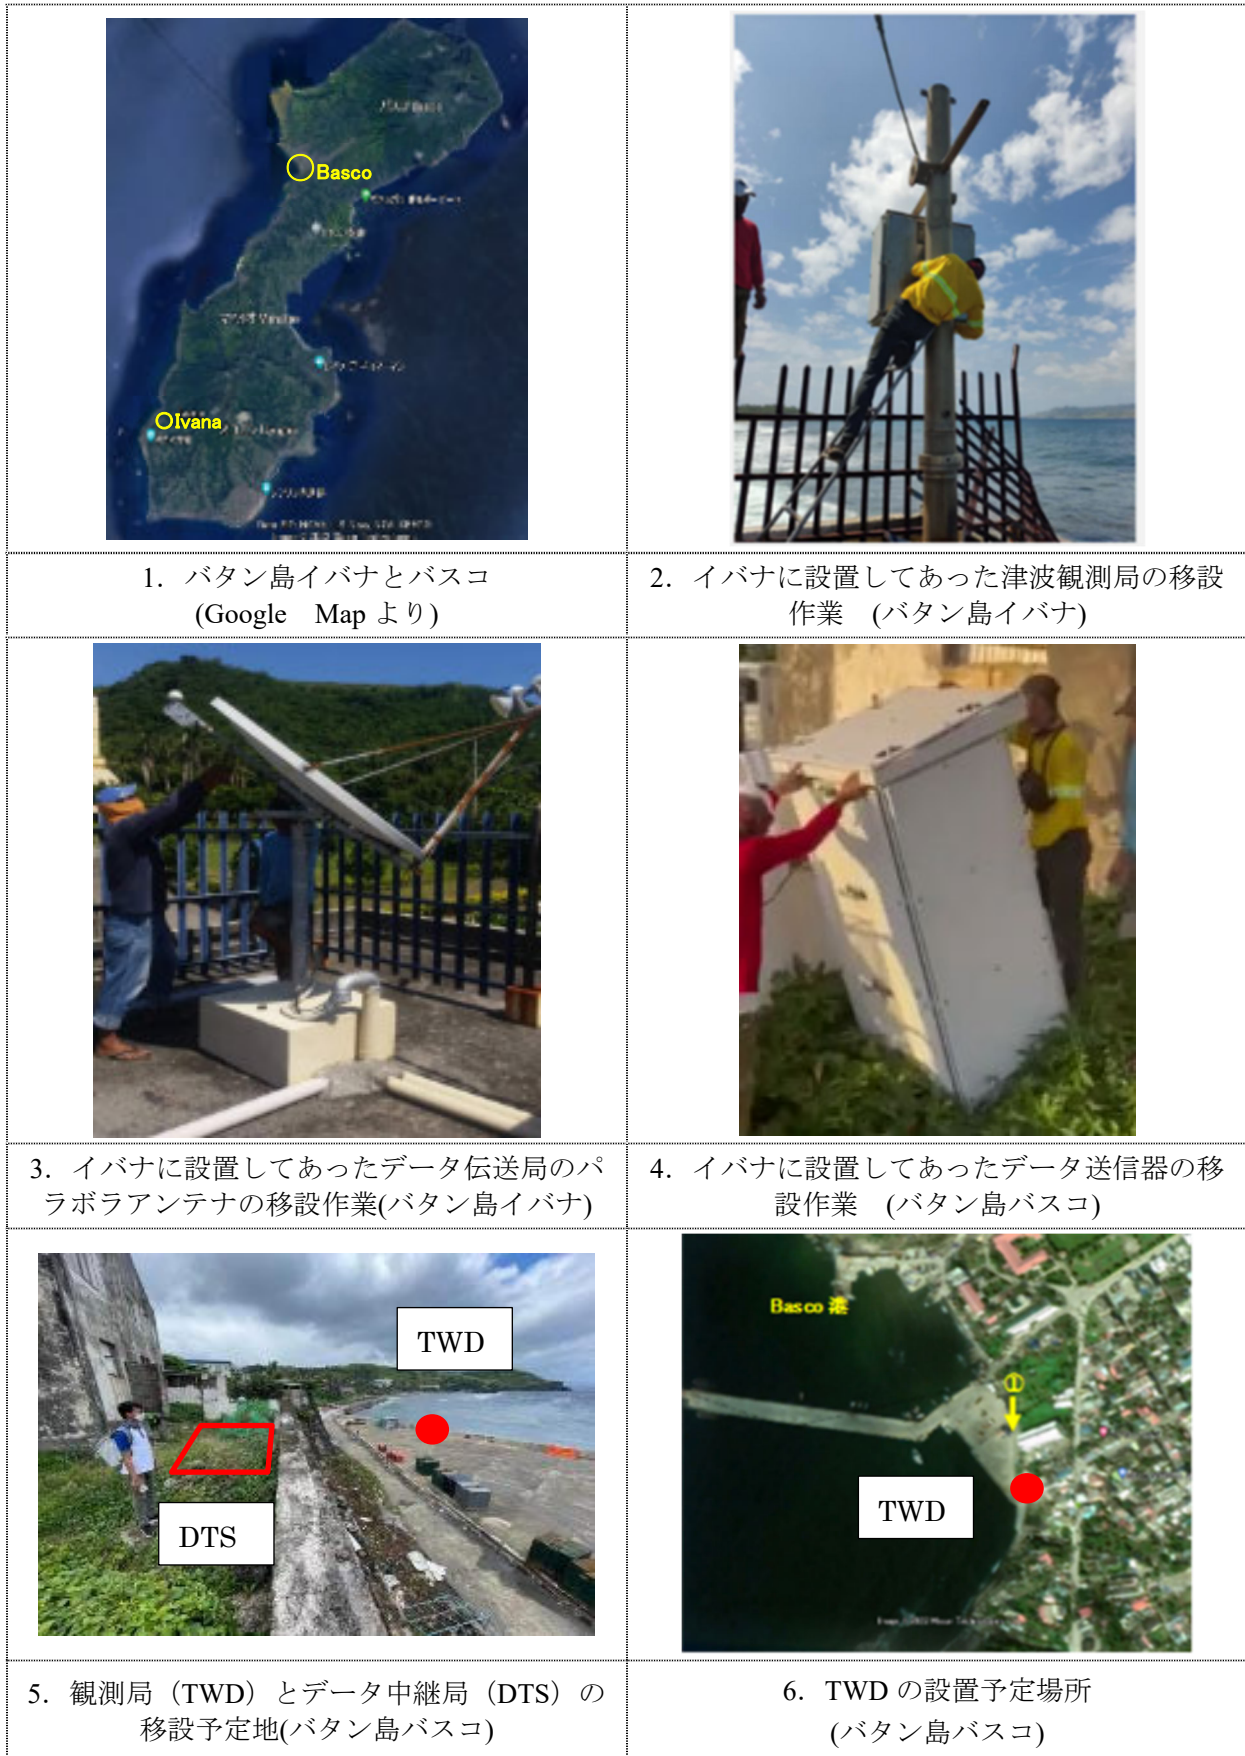 Basco
Ivana
1. バタン島イバナとバスコ
(Google Map より)
2. イバナに設置してあった津波観測局の移設
作業 (バタン島イバナ)
3. イバナに設置してあったデータ伝送局のパ
ラボラアンテナの移設作業(バタン島イバナ)
4. イバナに設置してあったデータ送信器の移
設作業 (バタン島バスコ)
TWD
DTS
Basco 港
①
TWD
5. 観測局（TWD）とデータ中継局（DTS）の
移設予定地(バタン島バスコ)
6. TWD の設置予定場所
(バタン島バスコ)